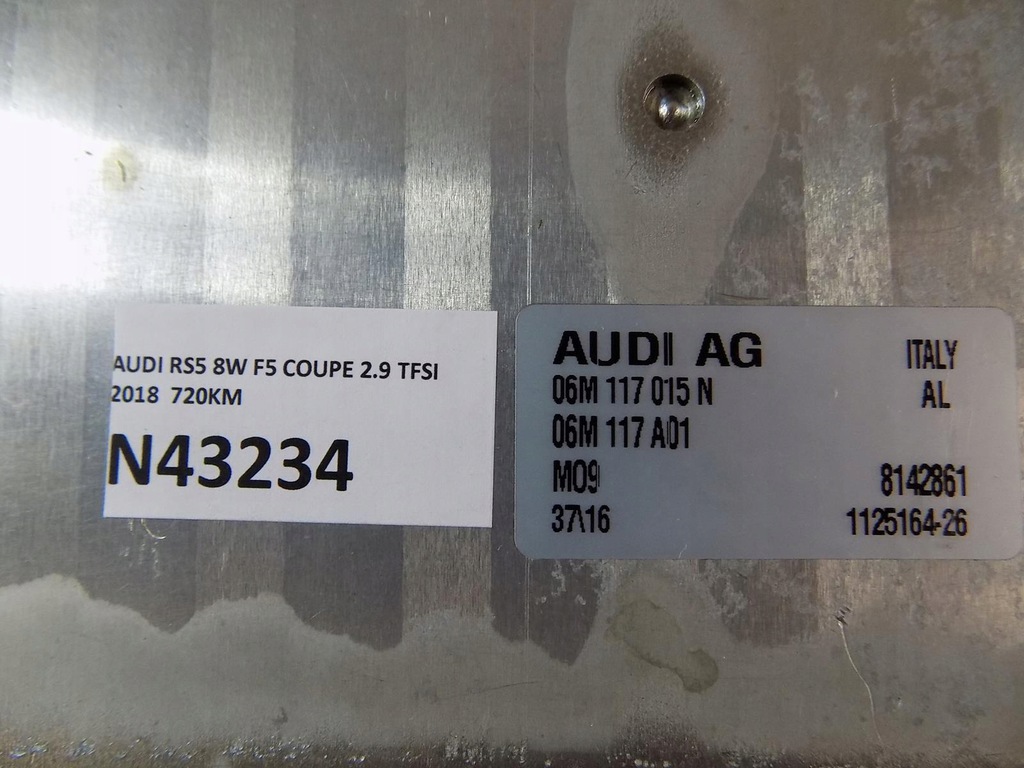 AUDI RS5 8W F5 COUPE 2.9 TFSI
2018 720KM
N43234
AUDI AG ITALY
06M 117 015 N AL
06M 117 A01
M09 8142861
37\16 1125164-26